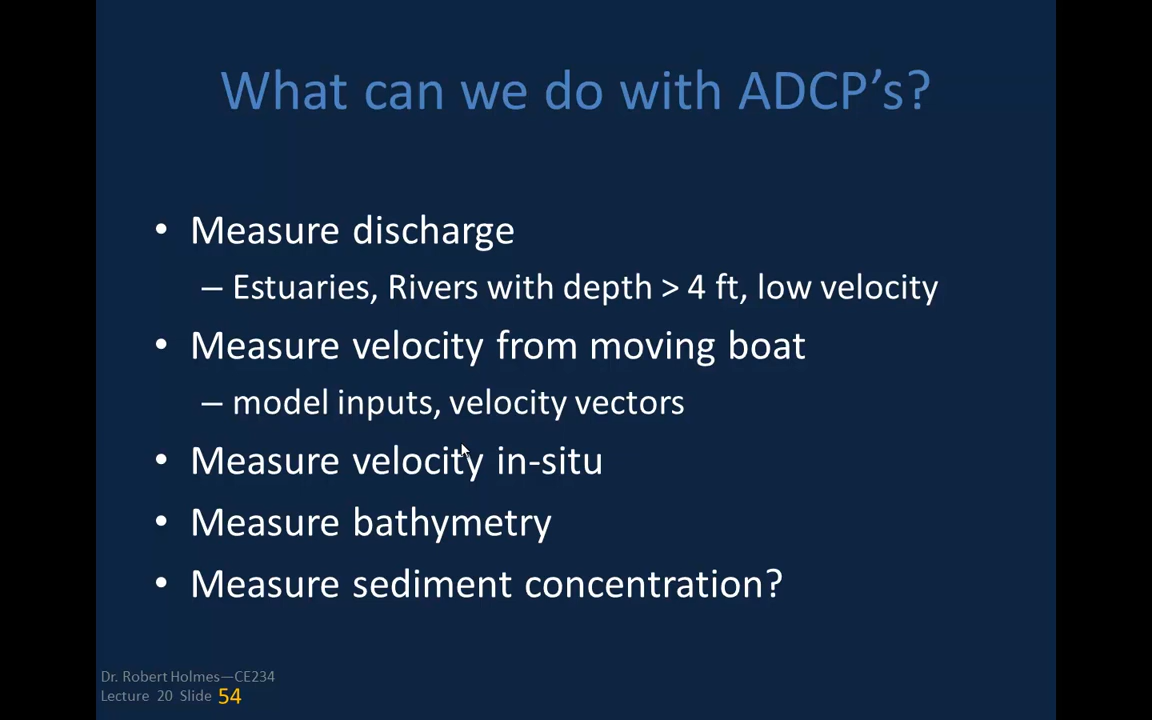 What can we do with ADCP’s?
• Measure discharge
– Estuaries, Rivers with depth > 4 ft, low velocity
• Measure velocity from moving boat
– model inputs, velocity vectors
• Measure velocity in-situ
• Measure bathymetry
• Measure sediment concentration?
Dr. Robert Holmes—CE234
Lecture 20 Slide 54